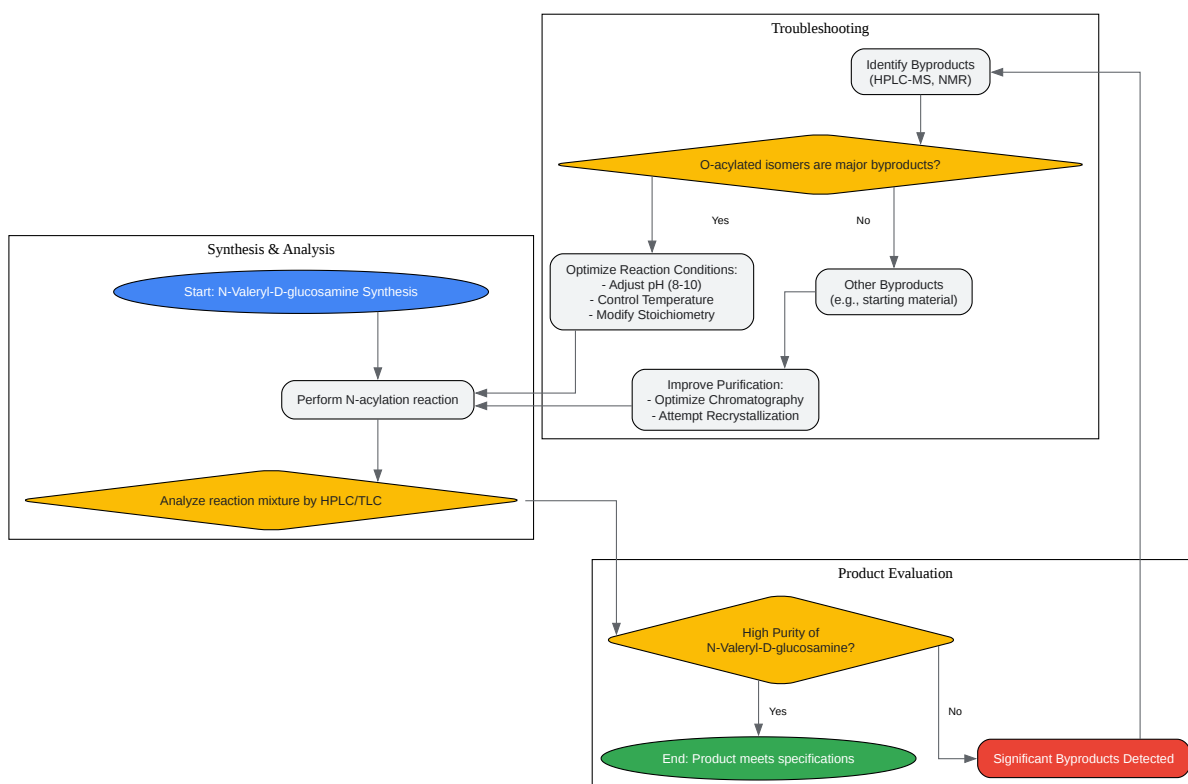 Troubleshooting
Identify Byproducts
(HPLC-MS, NMR)
O-acylated isomers are major byproducts?
Yes
No
Optimize Reaction Conditions:
- Adjust pH (8-10)
- Control Temperature
- Modify Stoichiometry
Other Byproducts
(e.g., starting material)
Improve Purification:
- Optimize Chromatography
- Attempt Recrystallization
Synthesis & Analysis
Start: N-Valeryl-D-glucosamine Synthesis
Perform N-acylation reaction
Analyze reaction mixture by HPLC/TLC
Product Evaluation
High Purity of
N-Valeryl-D-glucosamine?
Yes
No
End: Product meets specifications
Significant Byproducts Detected